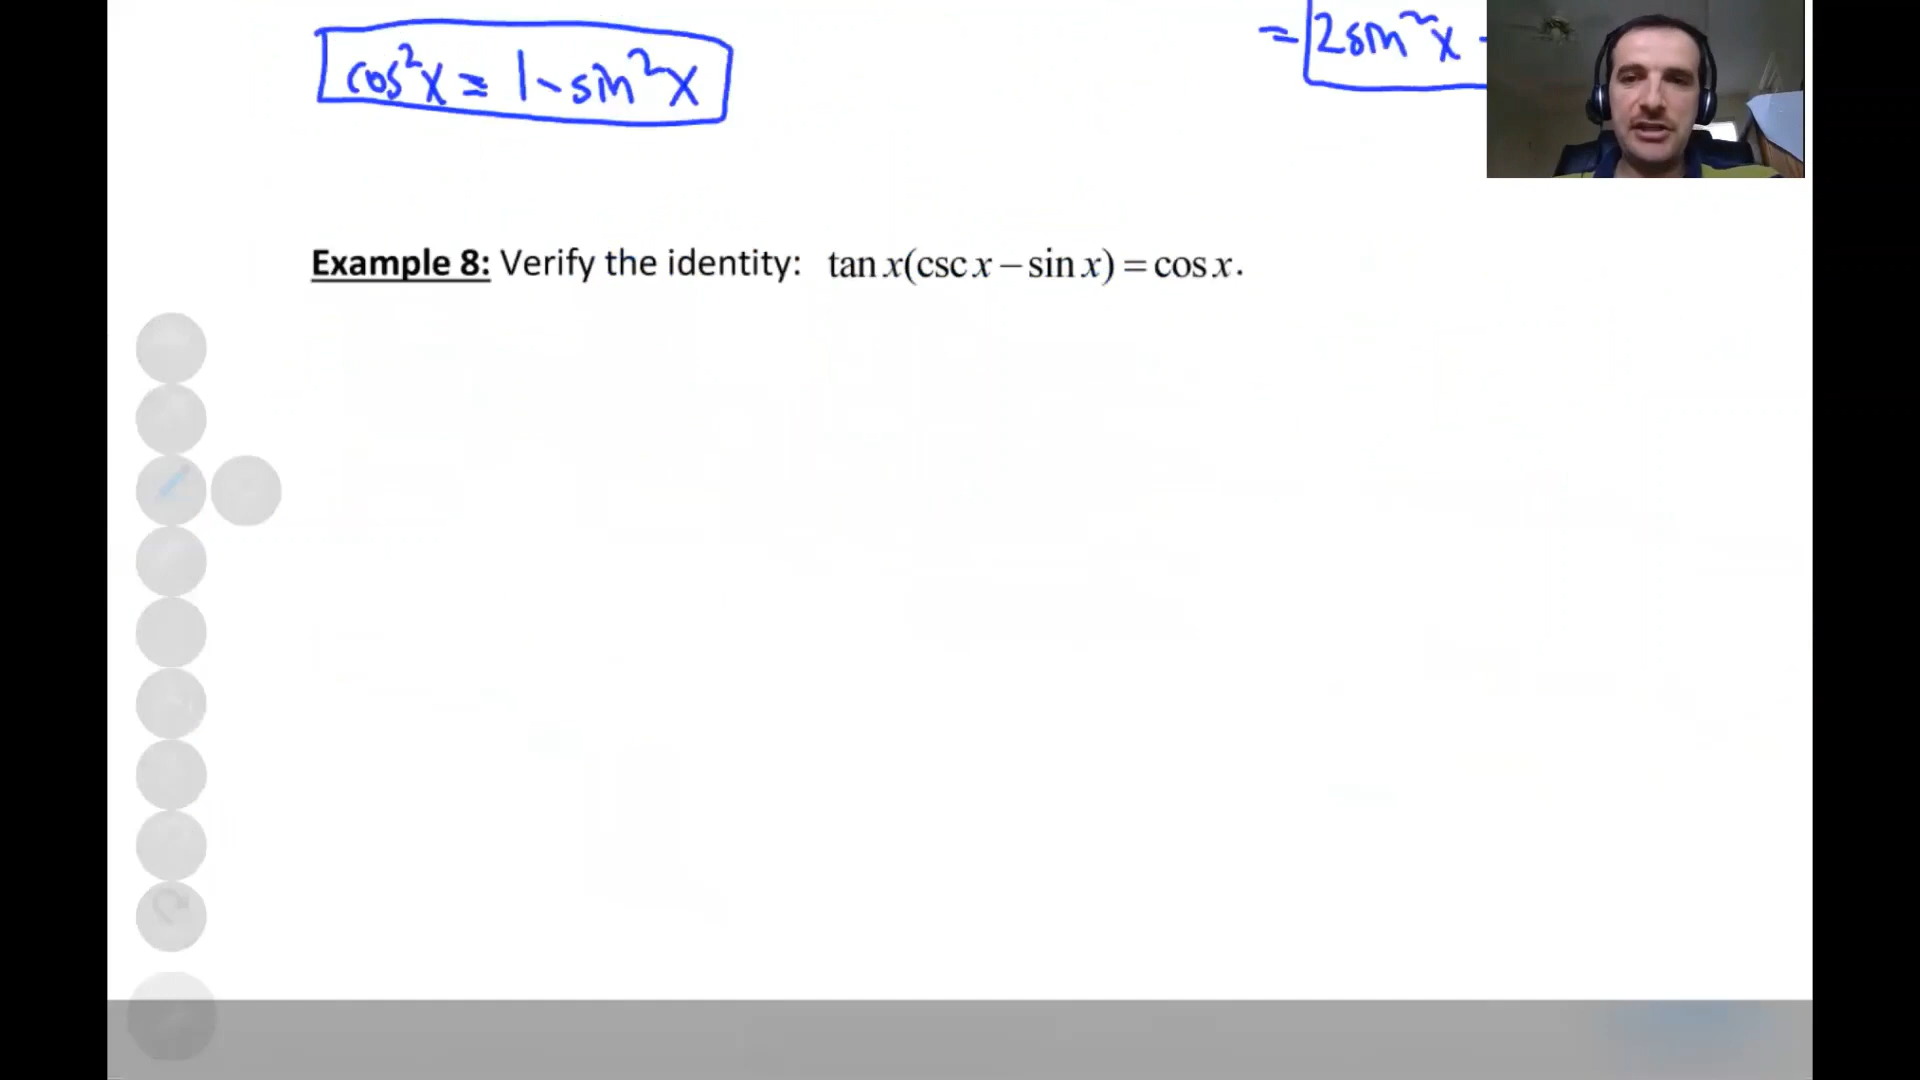 cos²x = 1 - sin²x
= 2sin²x -
Example 8: Verify the identity: tan x(csc x − sin x) = cos x.